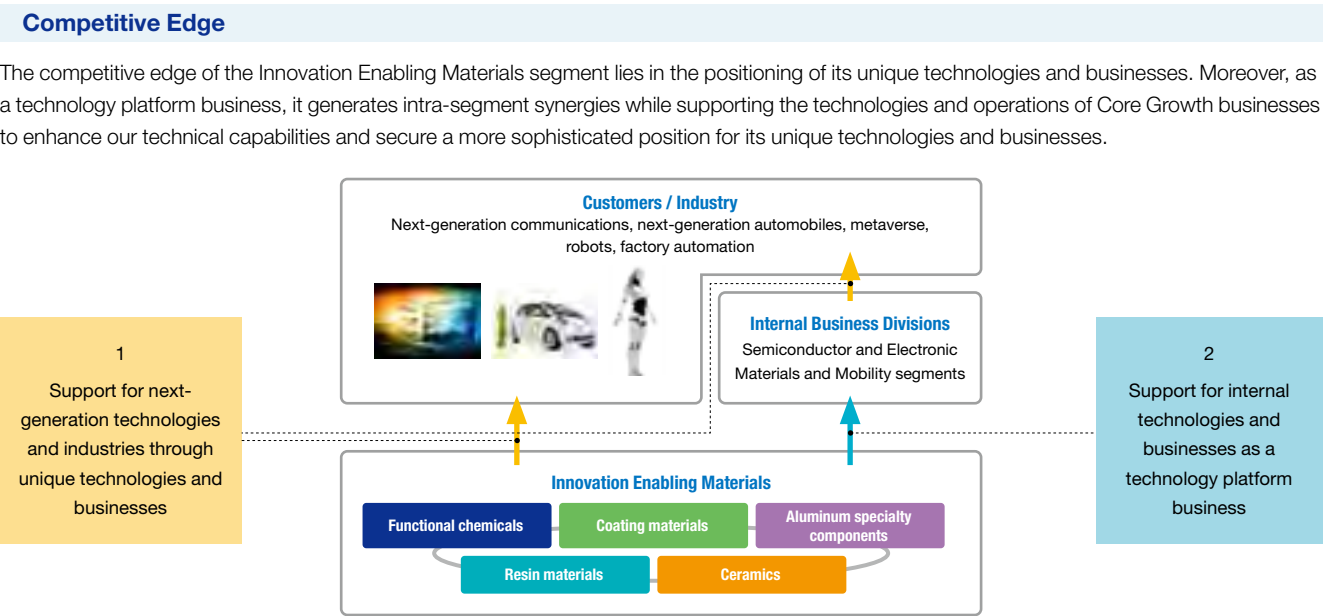 Competitive Edge
The competitive edge of the Innovation Enabling Materials segment lies in the positioning of its unique technologies and businesses. Moreover, as
a technology platform business, it generates intra-segment synergies while supporting the technologies and operations of Core Growth businesses
to enhance our technical capabilities and secure a more sophisticated position for its unique technologies and businesses.
Customers / Industry
Next-generation communications, next-generation automobiles, metaverse,
robots, factory automation
Internal Business Divisions
Semiconductor and Electronic
Materials and Mobility segments
1
Support for next-
generation technologies
and industries through
unique technologies and
businesses
2
Support for internal
technologies and
businesses as a
technology platform
business
Innovation Enabling Materials
Functional chemicals
Coating materials
Aluminum specialty
components
Resin materials
Ceramics